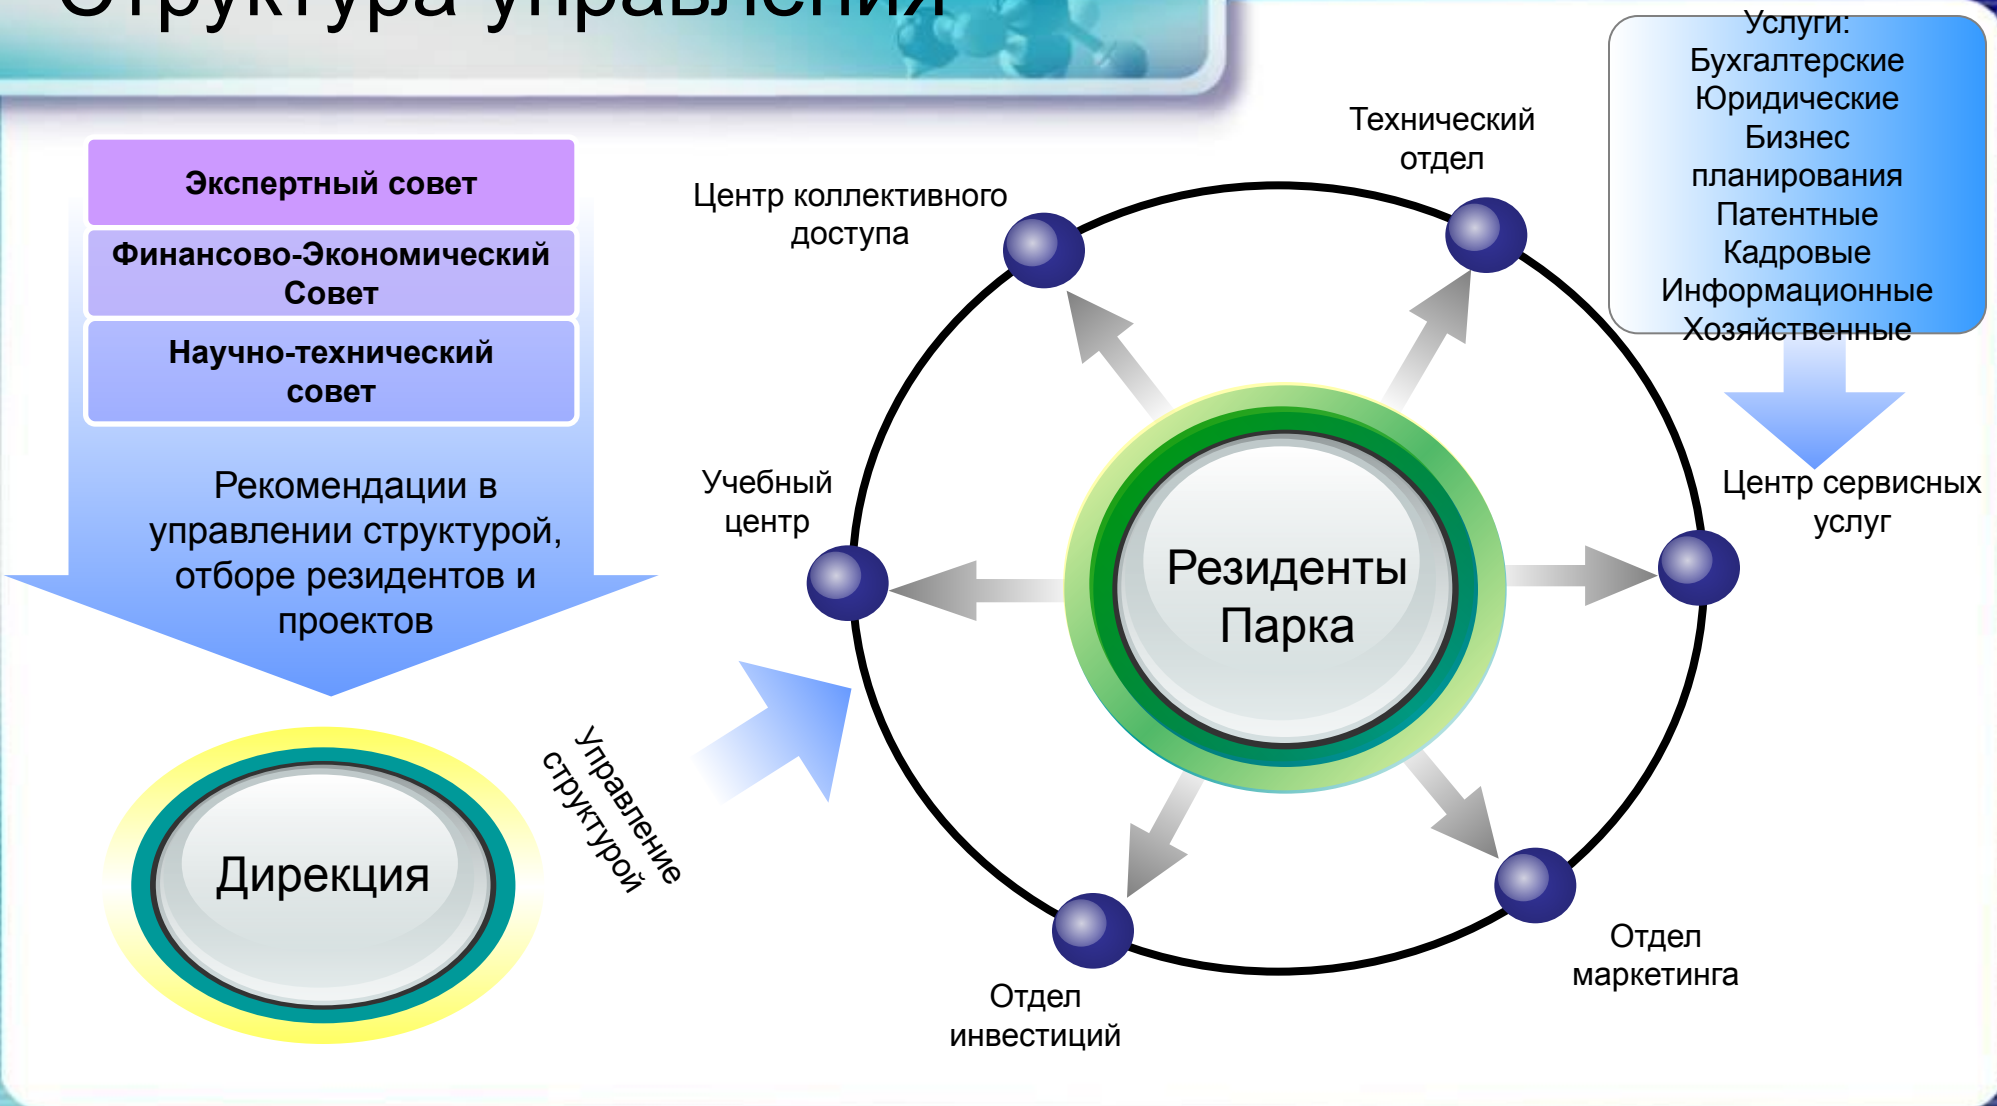 Структура управления
Экспертный совет
Финансово-Экономический
Совет
Научно-технический
совет
Рекомендации в
управлении структурой,
отборе резидентов и
проектов
Дирекция
Управление
структурой
Центр коллективного
доступа
Технический
отдел
Учебный
центр
Резиденты
Парка
Отдел
инвестиций
Отдел
маркетинга
Услуги:
Бухгалтерские
Юридические
Бизнес
планирования
Патентные
Кадровые
Информационные
Хозяйственные
Центр сервисных
услуг